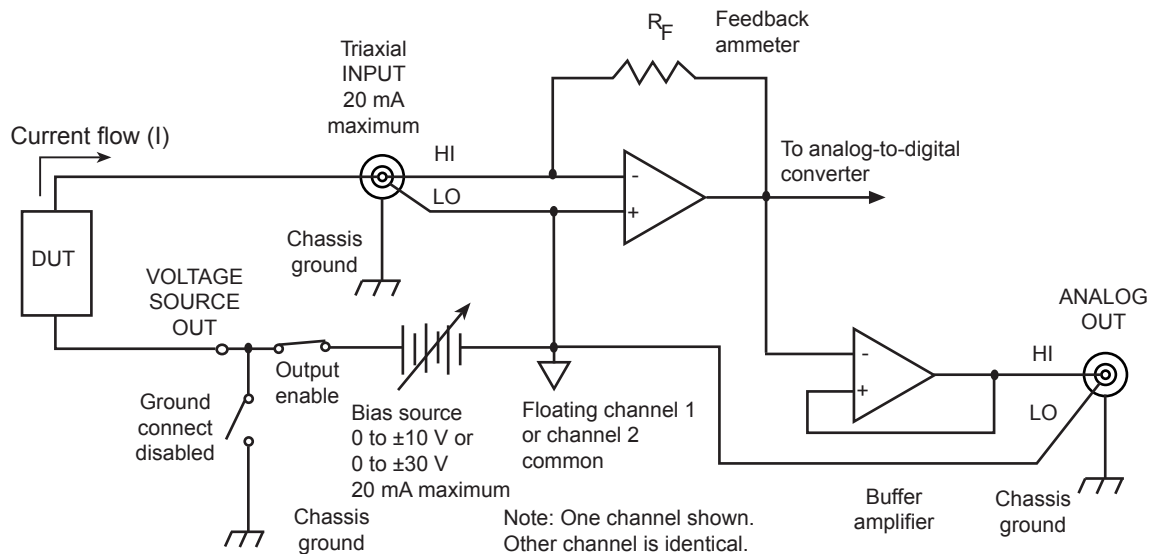 R_F
Feedback
ammeter
Triaxial
INPUT
20 mA
maximum
Current flow (I)
HI
LO
-
+
To analog-to-digital
converter
DUT
Chassis
ground
VOLTAGE
SOURCE
OUT
Output
enable
Ground
connect
disabled
Bias source
0 to ±10 V or
0 to ±30 V
20 mA maximum
Floating channel 1
or channel 2
common
-
+
HI
LO
ANALOG
OUT
Chassis
ground
Buffer
amplifier
Chassis
ground
Note: One channel shown.
Other channel is identical.